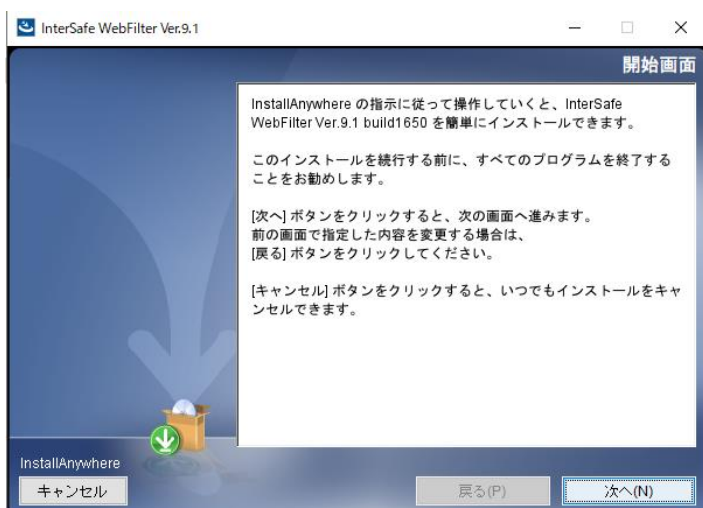 InterSafe WebFilter Ver.9.1
開始画面
InstallAnywhere の指示に従って操作していくと、InterSafe
WebFilter Ver.9.1 build1650 を簡単にインストールできます。
このインストールを続行する前に、すべてのプログラムを終了する
ことをお勧めします。
[次へ] ボタンをクリックすると、次の画面へ進みます。
前の画面で指定した内容を変更する場合は、
[戻る] ボタンをクリックしてください。
[キャンセル] ボタンをクリックすると、いつでもインストールをキャ
ンセルできます。
InstallAnywhere
キャンセル
戻る(P)
次へ(N)